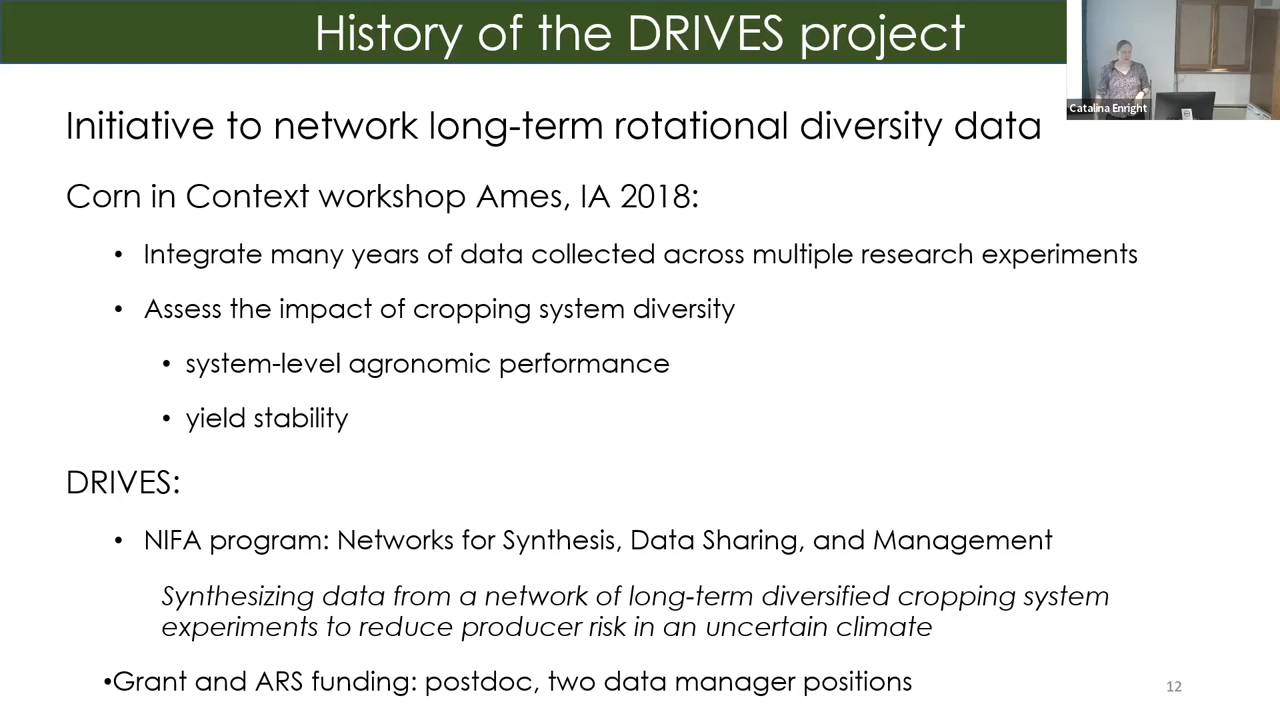 History of the DRIVES project
Catalina Enright
Initiative to network long-term rotational diversity data
Corn in Context workshop Ames, IA 2018:
• Integrate many years of data collected across multiple research experiments
• Assess the impact of cropping system diversity
• system-level agronomic performance
• yield stability
DRIVES:
• NIFA program: Networks for Synthesis, Data Sharing, and Management
Synthesizing data from a network of long-term diversified cropping system
experiments to reduce producer risk in an uncertain climate
•Grant and ARS funding: postdoc, two data manager positions
12